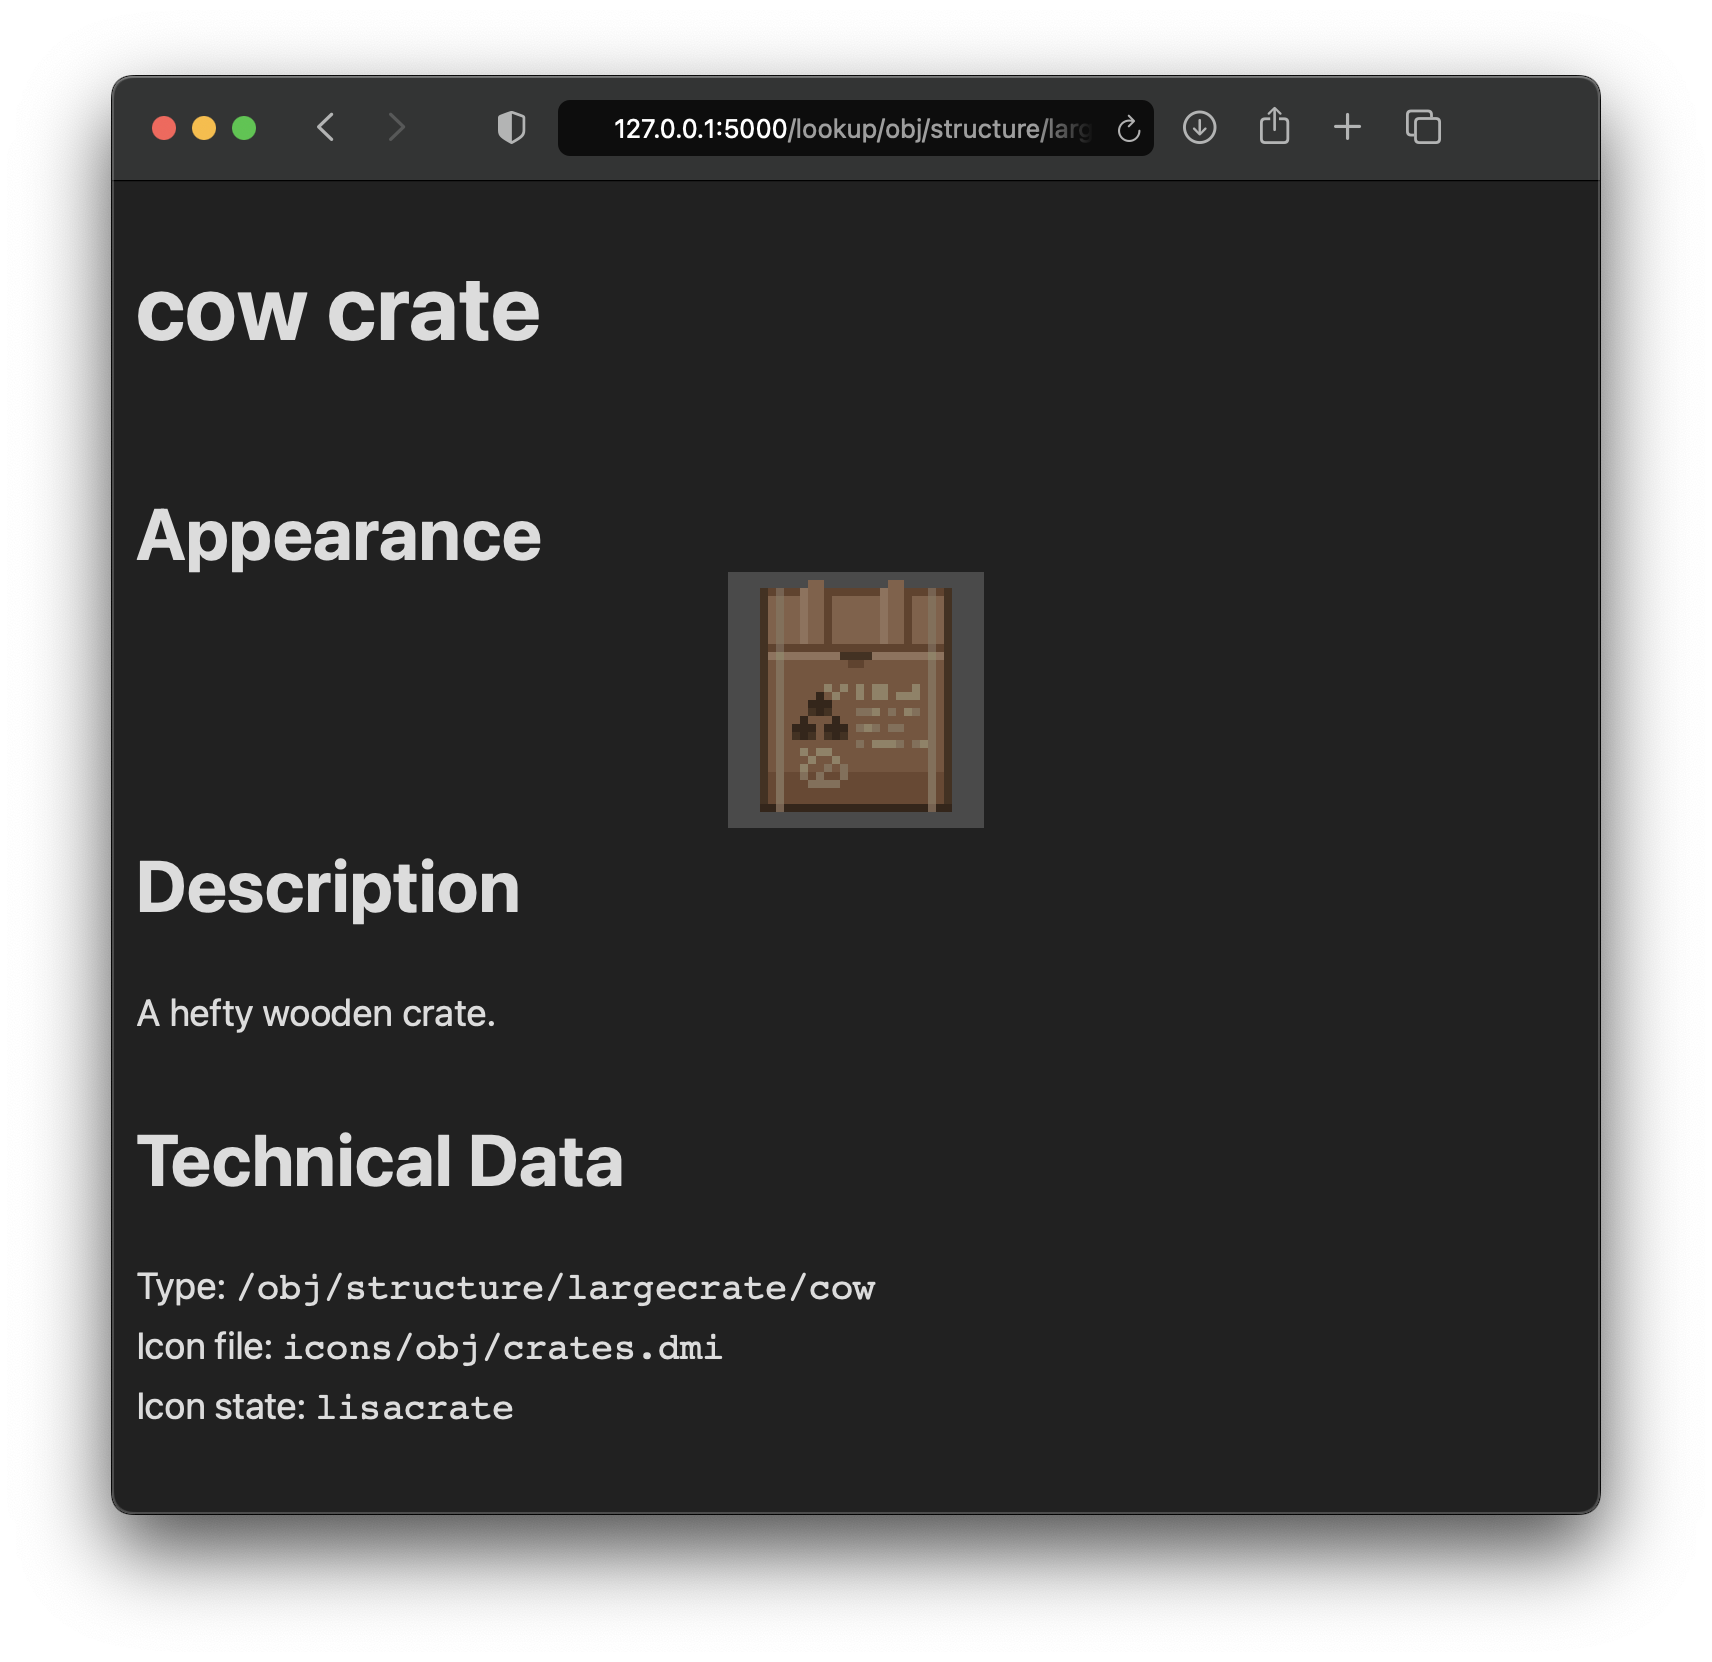 127.0.0.1:5000/lookup/obj/structure/larg
cow crate
Appearance
Description
A hefty wooden crate.
Technical Data
Type: /obj/structure/largecrate/cow
Icon file: icons/obj/crates.dmi
Icon state: lisacrate